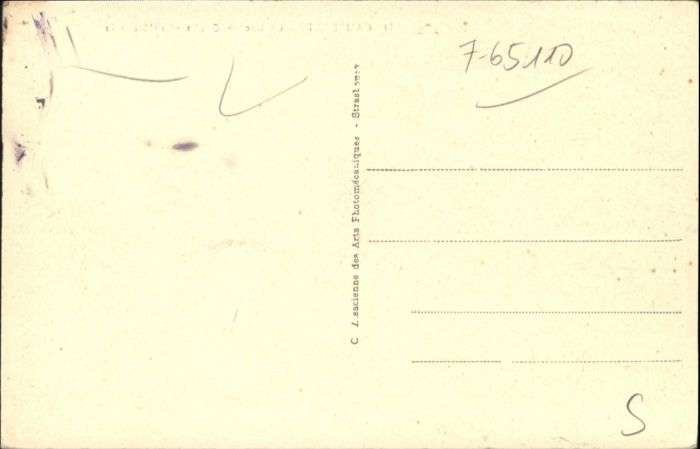 7-65110
C Alsacienne des Arts Photomécaniques - Strasbourg
S